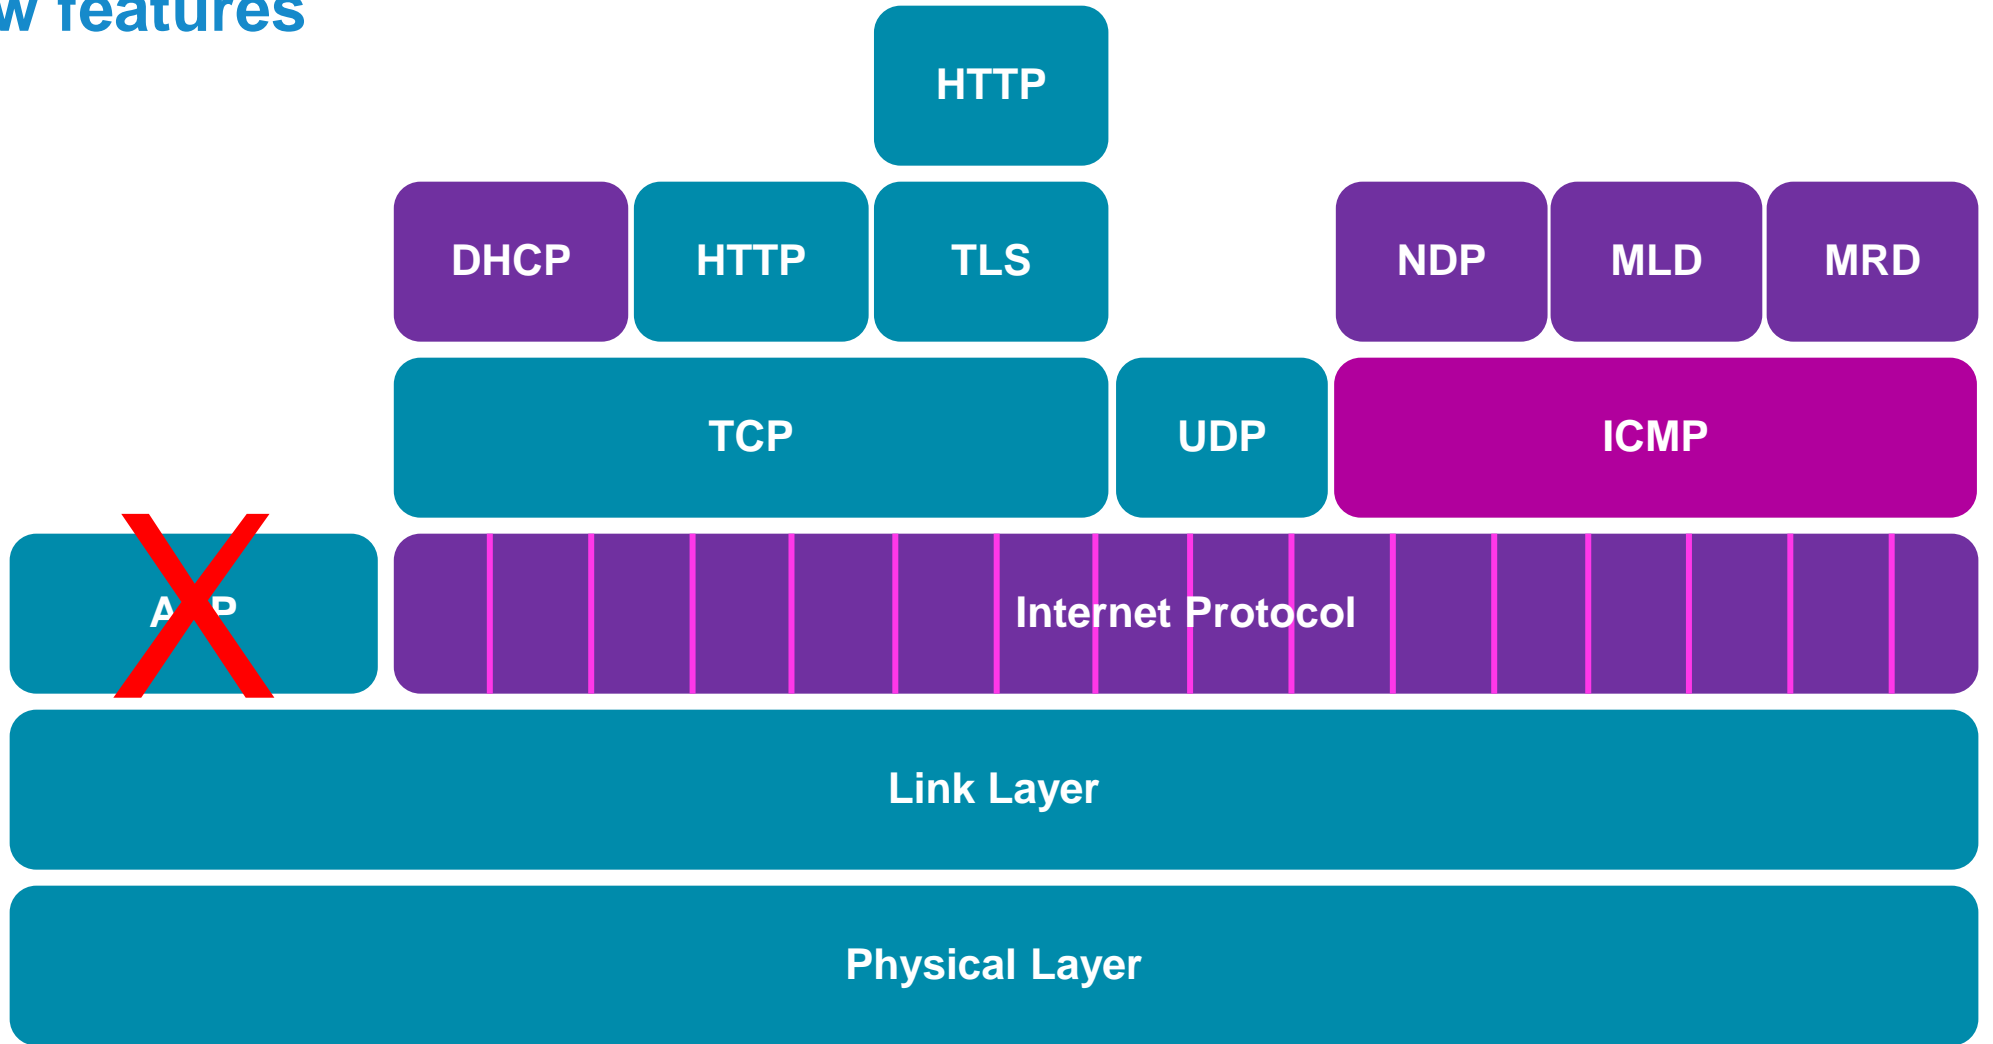 features
HTTP
DHCP
HTTP
TLS
NDP
MLD
MRD
TCP
UDP
ICMP
X
Internet Protocol
Link Layer
Physical Layer